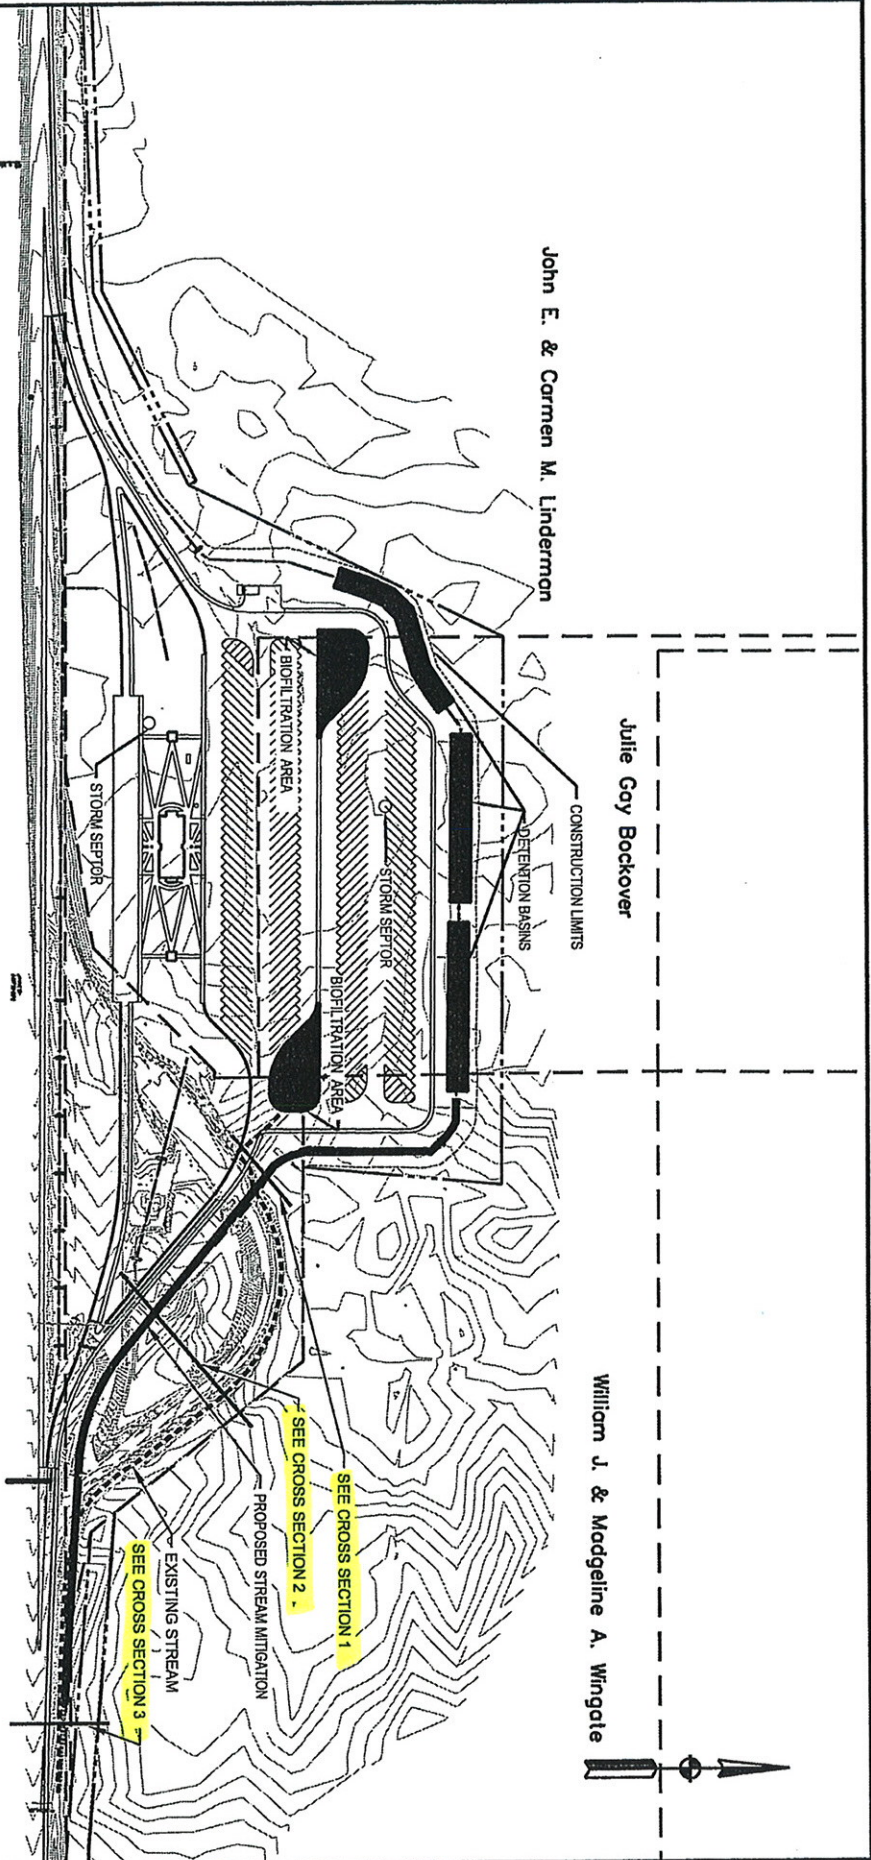 John E. & Carmen M. Linderman
Julie Gay Bockover
William J. & Madgeline A. Wingate
CONSTRUCTION LIMITS
DETENTION BASINS
STORM SEPTOR
BIOFILTRATION AREA
BIOFILTRATION AREA
STORM SEPTOR
SEE CROSS SECTION 1
SEE CROSS SECTION 2
PROPOSED STREAM MITIGATION
EXISTING STREAM
SEE CROSS SECTION 3